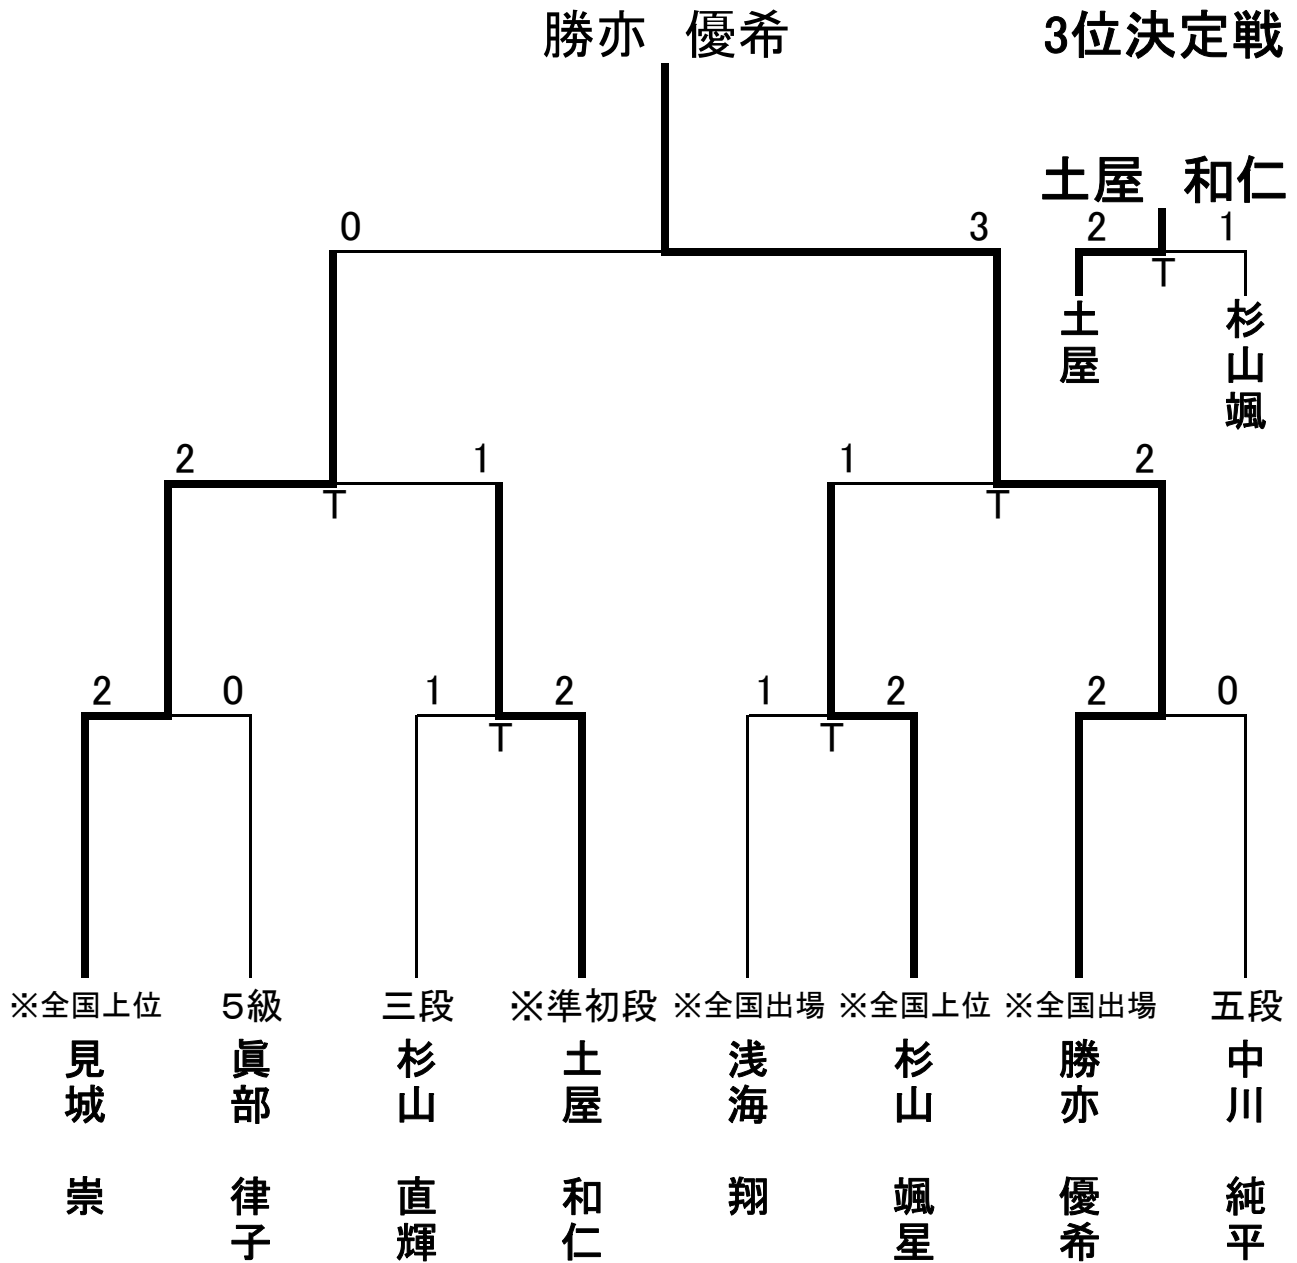 勝亦　優希
3位決定戦
土屋　和仁
0
3
2
1
T
土屋
杉山颯
2
1
1
2
T
T
2
0
1
2
1
2
2
0
T
T
※全国上位
5級
三段
※準初段
※全国出場
※全国上位
※全国出場
五段
見城　崇
眞部　律子
杉山　直輝
土屋　和仁
浅海　翔
杉山　颯星
勝亦　優希
中川　純平